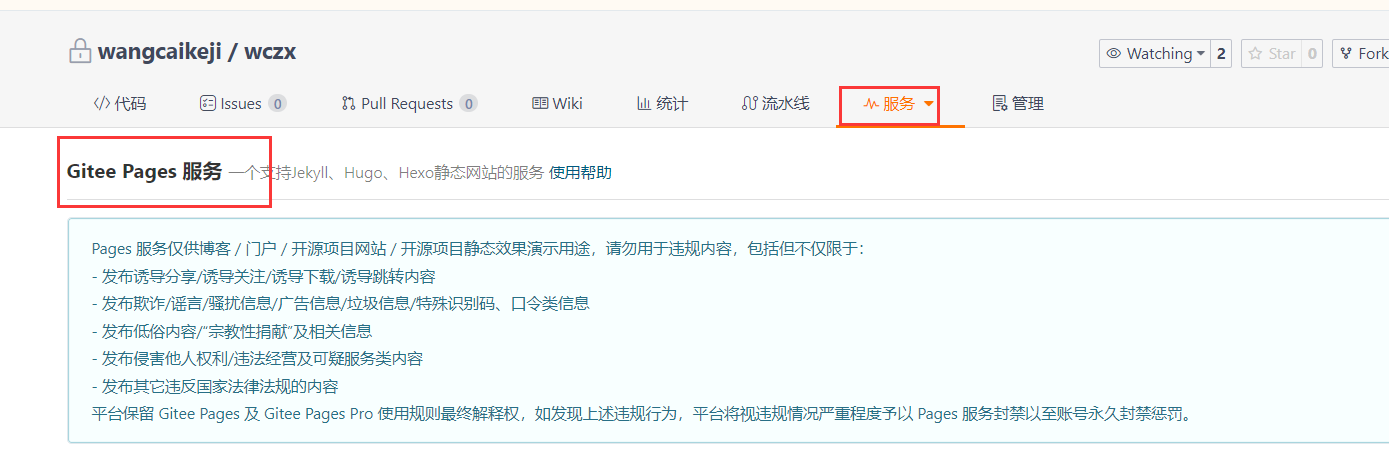 wangcaikeji / wczx
Watching 2 Star 0 Fork
代码 Issues 0 Pull Requests 0 Wiki 统计 流水线 服务 管理
Gitee Pages 服务 一个支持Jekyll、Hugo、Hexo静态网站的服务 使用帮助
Pages 服务仅供博客 / 门户 / 开源项目网站 / 开源项目静态效果演示用途，请勿用于违规内容，包括但不仅限于：
- 发布诱导分享/诱导关注/诱导下载/诱导跳转内容
- 发布欺诈/谣言/骚扰信息/广告信息/垃圾信息/特殊识别码、口令类信息
- 发布低俗内容/“宗教性捐献”及相关信息
- 发布侵害他人权利/违法经营及可疑服务类内容
- 发布其它违反国家法律法规的内容
平台保留 Gitee Pages 及 Gitee Pages Pro 使用规则最终解释权，如发现上述违规行为，平台将视违规情况严重程度予以 Pages 服务封禁以至账号永久封禁惩罚。